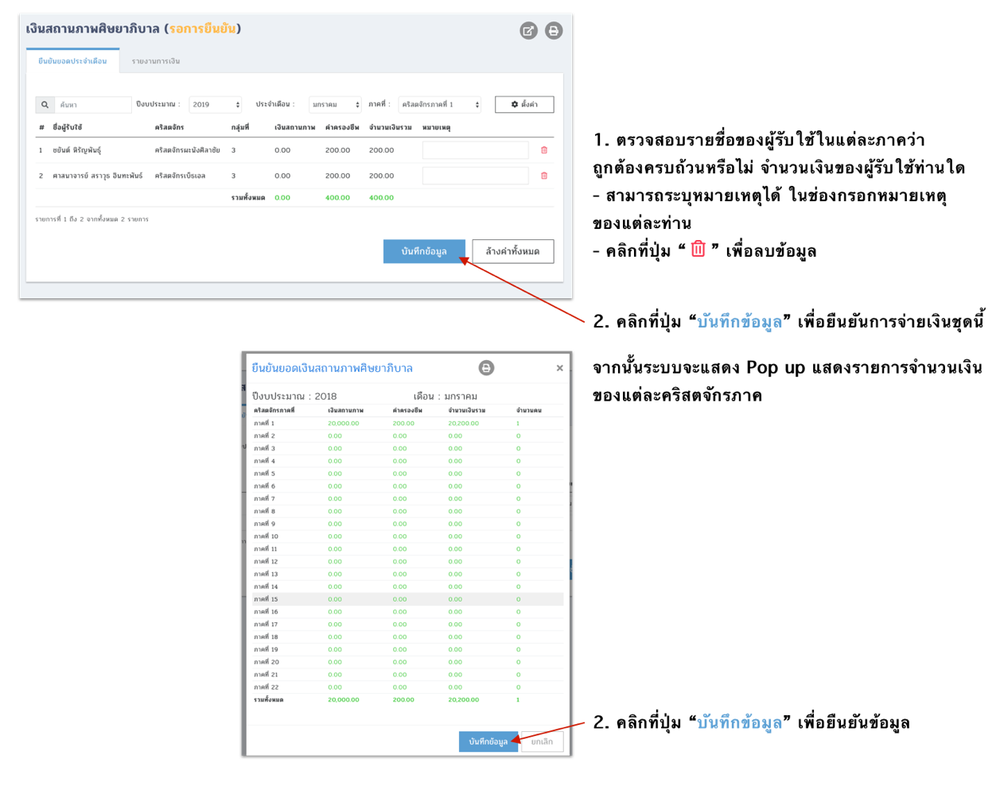 เงินสถานภาพศิษยาภิบาล (รอการยืนยัน)
ยืนยันยอดประจำเดือน รายงานการเงิน
ค้นหา ปีงบประมาณ : 2019 ประจำเดือน : มกราคม ภาคที่ : คริสตจักรภาคที่ 1 ตั้งค่า
# ชื่อผู้รับใช้ คริสตจักร กลุ่มที่ เงินสถานภาพ ค่าครองชีพ จำนวนเงินรวม หมายเหตุ
1 ชยันต์ หิรัญพันธุ์ คริสตจักรผะนังศิลาชัย 3 0.00 200.00 200.00
2 ศาสนาจารย์ สราวุธ อินทะพันธ์ คริสตจักรเบ็ธเอล 3 0.00 200.00 200.00
รวมทั้งหมด 0.00 400.00 400.00
รายการที่ 1 ถึง 2 จากทั้งหมด 2 รายการ
บันทึกข้อมูล ล้างค่าทั้งหมด
1. ตรวจสอบรายชื่อของผู้รับใช้ในแต่ละภาคว่า
ถูกต้องครบถ้วนหรือไม่ จำนวนเงินของผู้รับใช้ท่านใด
- สามารถระบุหมายเหตุได้ ในช่องกรอกหมายเหตุ
ของแต่ละท่าน
- คลิกที่ปุ่ม “ ” เพื่อลบข้อมูล
2. คลิกที่ปุ่ม “บันทึกข้อมูล” เพื่อยืนยันการจ่ายเงินชุดนี้
จากนั้นระบบจะแสดง Pop up แสดงรายการจำนวนเงิน
ของแต่ละคริสตจักรภาค
ยืนยันยอดเงินสถานภาพศิษยาภิบาล ×
ปีงบประมาณ : 2018 เดือน : มกราคม
คริสตจักรภาคที่ เงินสถานภาพ ค่าครองชีพ จำนวนเงินรวม จำนวนคน
ภาคที่ 1 20,000.00 200.00 20,200.00 1
ภาคที่ 2 0.00 0.00 0.00 0
ภาคที่ 3 0.00 0.00 0.00 0
ภาคที่ 4 0.00 0.00 0.00 0
ภาคที่ 5 0.00 0.00 0.00 0
ภาคที่ 6 0.00 0.00 0.00 0
ภาคที่ 7 0.00 0.00 0.00 0
ภาคที่ 8 0.00 0.00 0.00 0
ภาคที่ 9 0.00 0.00 0.00 0
ภาคที่ 10 0.00 0.00 0.00 0
ภาคที่ 11 0.00 0.00 0.00 0
ภาคที่ 12 0.00 0.00 0.00 0
ภาคที่ 13 0.00 0.00 0.00 0
ภาคที่ 14 0.00 0.00 0.00 0
ภาคที่ 15 0.00 0.00 0.00 0
ภาคที่ 16 0.00 0.00 0.00 0
ภาคที่ 17 0.00 0.00 0.00 0
ภาคที่ 18 0.00 0.00 0.00 0
ภาคที่ 19 0.00 0.00 0.00 0
ภาคที่ 20 0.00 0.00 0.00 0
ภาคที่ 21 0.00 0.00 0.00 0
ภาคที่ 22 0.00 0.00 0.00 0
รวมทั้งหมด 20,000.00 200.00 20,200.00 1
บันทึกข้อมูล ยกเลิก
2. คลิกที่ปุ่ม “บันทึกข้อมูล” เพื่อยืนยันข้อมูล